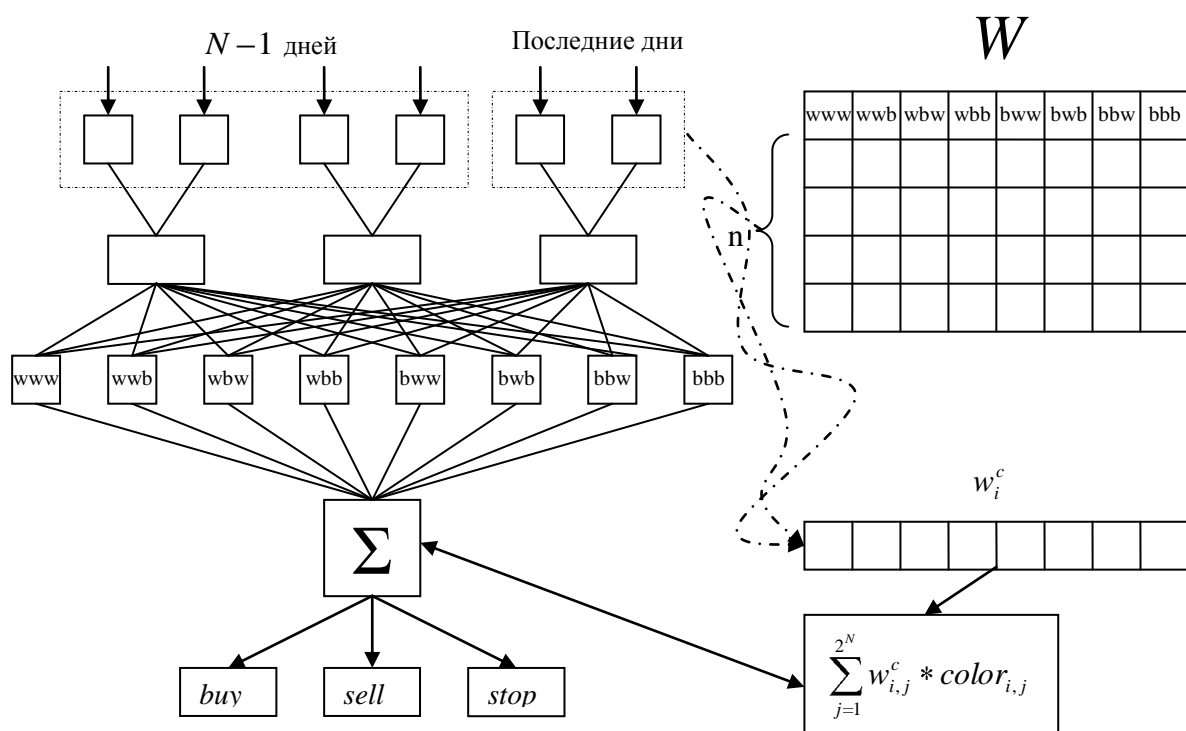 N − 1 дней
Последние дни
W
www wwb wbw wbb bww bwb bbw bbb
n
www wwb wbw wbb bww bwb bbw bbb
w_i^c
Σ
\sum_{j=1}^{2^N} w_{i,j}^c * color_{i,j}
buy sell stop